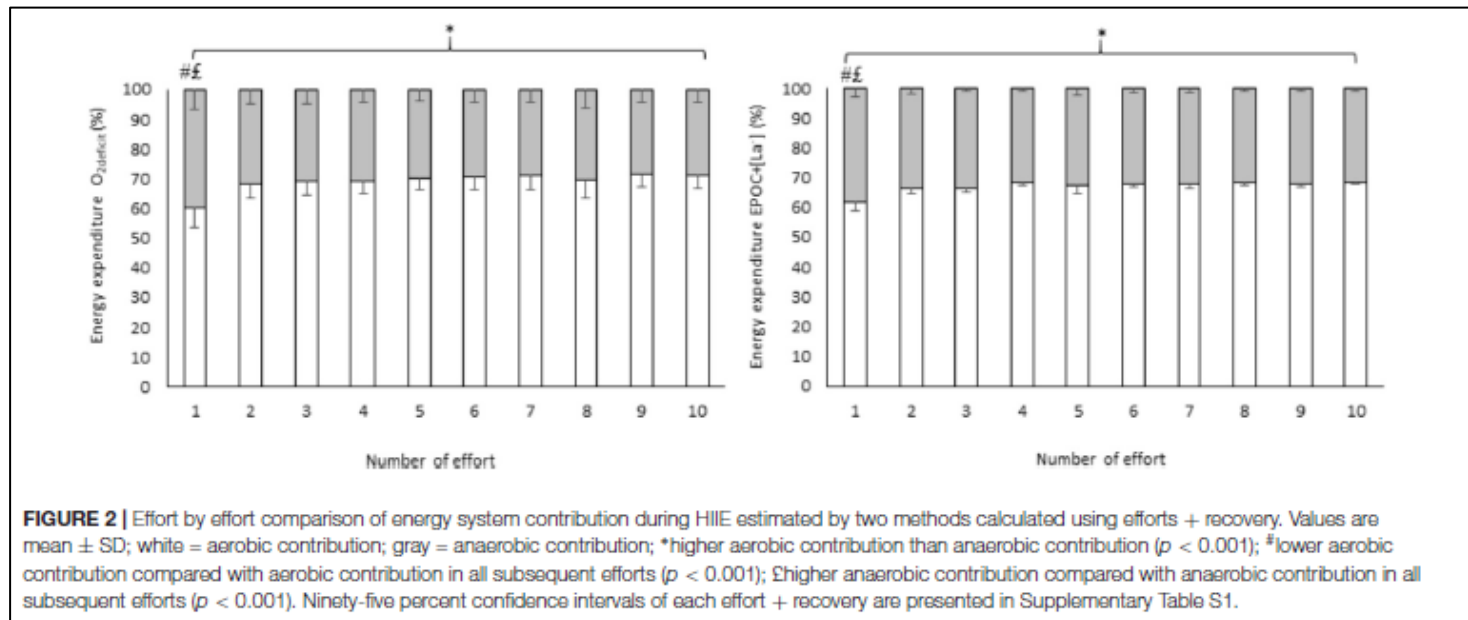 *
#£
100
90
80
70
60
50
40
30
20
10
0
Energy expenditure O2deficit (%)
1 2 3 4 5 6 7 8 9 10
Number of effort
*
#£
100
90
80
70
60
50
40
30
20
10
0
Energy expenditure EPOC+[La-] (%)
1 2 3 4 5 6 7 8 9 10
Number of effort
FIGURE 2 | Effort by effort comparison of energy system contribution during HIIE estimated by two methods calculated using efforts + recovery. Values are
mean ± SD; white = aerobic contribution; gray = anaerobic contribution; *higher aerobic contribution than anaerobic contribution (p < 0.001); #lower aerobic
contribution compared with aerobic contribution in all subsequent efforts (p < 0.001); £higher anaerobic contribution compared with anaerobic contribution in all
subsequent efforts (p < 0.001). Ninety-five percent confidence intervals of each effort + recovery are presented in Supplementary Table S1.